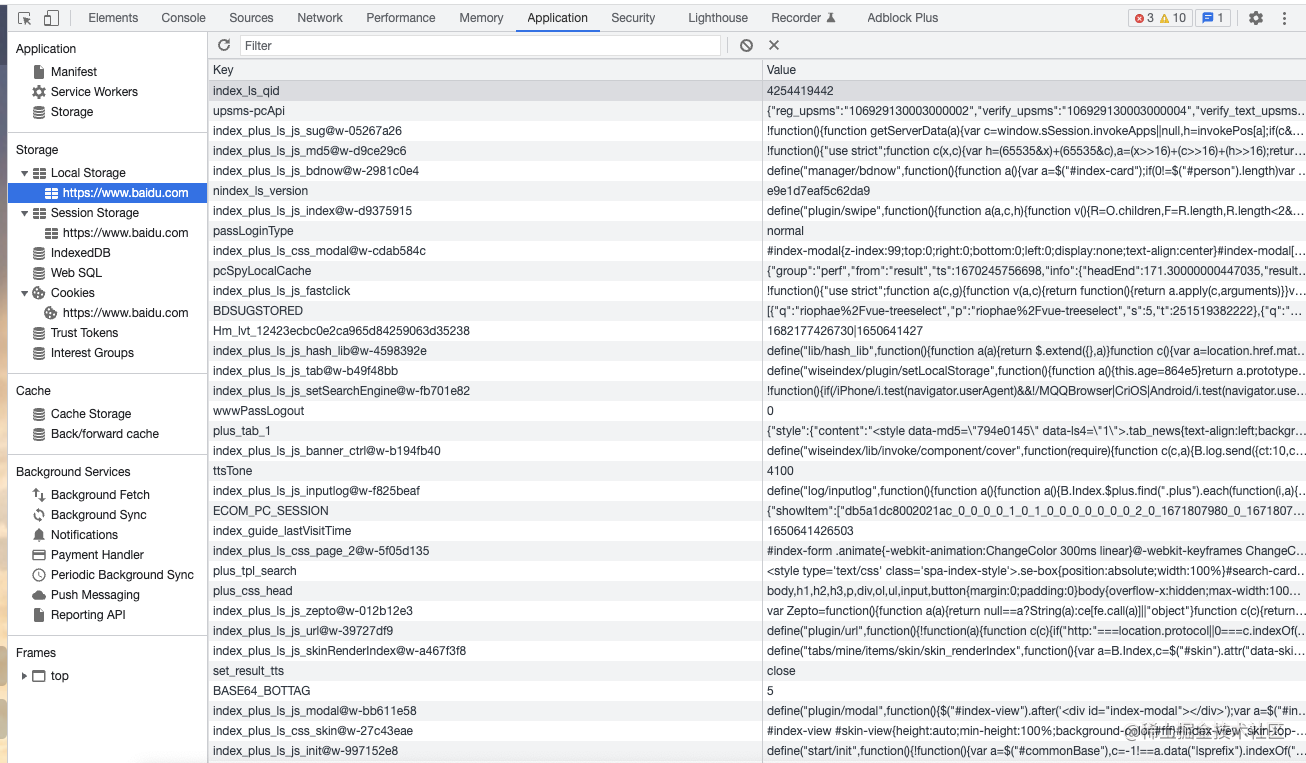 Elements Console Sources Network Performance Memory Application Security Lighthouse Recorder Adblock Plus 3 10 1
Application
Manifest
Service Workers
Storage
Storage
Local Storage
https://www.baidu.com
Session Storage
https://www.baidu.com
IndexedDB
Web SQL
Cookies
https://www.baidu.com
Trust Tokens
Interest Groups
Cache
Cache Storage
Back/forward cache
Background Services
Background Fetch
Background Sync
Notifications
Payment Handler
Periodic Background Sync
Push Messaging
Reporting API
Frames
top
Filter
Key Value
index_ls_qid 4254419442
upsms-pcApi {"reg_upsms":"106929130003000002","verify_upsms":"106929130003000004","verify_text_upsms…
index_plus_ls_js_sug@w-05267a26 !function(){function getServerData(a){var c=window.sSession.invokeApps||null,h=invokePos[a];if(c&…
index_plus_ls_js_md5@w-d9ce29c6 !function(){"use strict";function c(x,c){var h=(65535&x)+(65535&c),a=(x>>16)+(c>>16)+(h>>16);retur…
index_plus_ls_js_bdnow@w-2981c0e4 define("manager/bdnow",function(){function a(){var a=$("#index-card");if(0!=$("#person").length)var …
nindex_ls_version e9e1d7eaf5c62da9
index_plus_ls_js_index@w-d9375915 define("plugin/swipe",function(){function a(a,c,h){function v(){R=O.children,F=R.length,R.length<2&…
passLoginType normal
index_plus_ls_css_modal@w-cdab584c #index-modal{z-index:99;top:0;right:0;bottom:0;left:0;display:none;text-align:center}#index-modal[…
pcSpyLocalCache {"group":"perf","from":"result","ts":1670245756698,"info":{"headEnd":171.30000000447035,"result…
index_plus_ls_js_fastclick !function(){"use strict";function a(c,g){function v(a,c){return function(){return a.apply(c,arguments)}}v…
BDSUGSTORED [{"q":"riophae%2Fvue-treeselect","p":"riophae%2Fvue-treeselect","s":5,"t":251519382222},{"q":"…
Hm_lvt_12423ecbc0e2ca965d84259063d35238 1682177426730|1650641427
index_plus_ls_js_hash_lib@w-4598392e define("lib/hash_lib",function(){function a(a){return $.extend({},a)}function c(){var a=location.href.mat…
index_plus_ls_js_tab@w-b49f48bb define("wiseindex/plugin/setLocalStorage",function(){function a(){this.age=864e5}return a.prototype…
index_plus_ls_js_setSearchEngine@w-fb701e82 !function(){if(/iPhone/i.test(navigator.userAgent)&&!/MQQBrowser|CriOS|Android/i.test(navigator.use…
wwwPassLogout 0
plus_tab_1 {"style":{"content":"<style data-md5=\"794e0145\" data-ls4=\"1\">.tab_news{text-align:left;backgr…
index_plus_ls_js_banner_ctrl@w-b194fb40 define("wiseindex/lib/invoke/component/cover",function(require){function c(c,a){B.log.send({ct:10,c…
ttsTone 4100
index_plus_ls_js_inputlog@w-f825beaf define("log/inputlog",function(){function a(){function a(){B.Index.$plus.find(".plus").each(function(i,a){…
ECOM_PC_SESSION {"showItem":["db5a1dc8002021ac_0_0_0_0_1_0_1_0_0_0_0_0_0_0_2_0_1671807980_0_1671807…
index_guide_lastVisitTime 1650641426503
index_plus_ls_css_page_2@w-5f05d135 #index-form .animate{-webkit-animation:ChangeColor 300ms linear}@-webkit-keyframes ChangeC…
plus_tpl_search <style type='text/css' class='spa-index-style'>.se-box{position:absolute;width:100%}#search-card…
plus_css_head body,h1,h2,h3,p,div,ol,ul,input,button{margin:0;padding:0}body{overflow-x:hidden;max-width:100…
index_plus_ls_js_zepto@w-012b12e3 var Zepto=function(){function a(a){return null==a?String(a):ce[fe.call(a)]||"object"}function c(c){return…
index_plus_ls_js_url@w-39727df9 define("plugin/url",function(){!function(a){function c(c){if("http:"===location.protocol||0===c.indexOf(…
index_plus_ls_js_skinRenderIndex@w-a467f3f8 define("tabs/mine/items/skin/skin_renderIndex",function(){var a=B.Index,c=$("#skin").attr("data-ski…
set_result_tts close
BASE64_BOTTAG 5
index_plus_ls_js_modal@w-bb611e58 define("plugin/modal",function(){$("#index-view").after('<div id="index-modal"></div>');var a=$("#in…
index_plus_ls_css_skin@w-27c43eae #index-view #skin-view{height:auto;min-height:100%;background-color:#fff}#index-view .skin-top-…
index_plus_ls_js_init@w-997152e8 define("start/init",function(){!function(){var a=$("#commonBase"),c=-1!==a.data("lsprefix").indexOf("…
@稀土掘金技术社区